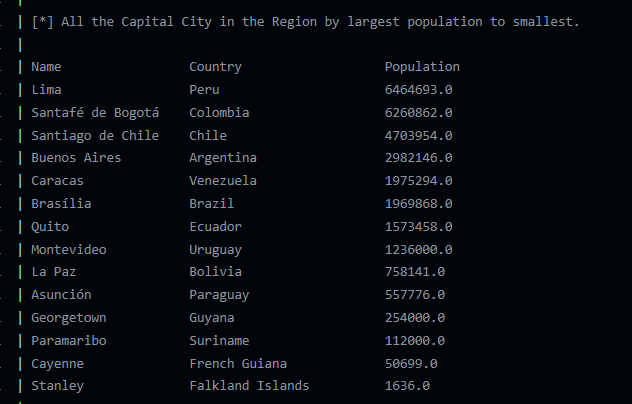 | [*] All the Capital City in the Region by largest population to smallest.
|
| Name Country Population
| Lima Peru 6464693.0
| Santafé de Bogotá Colombia 6260862.0
| Santiago de Chile Chile 4703954.0
| Buenos Aires Argentina 2982146.0
| Caracas Venezuela 1975294.0
| Brasília Brazil 1969868.0
| Quito Ecuador 1573458.0
| Montevideo Uruguay 1236000.0
| La Paz Bolivia 758141.0
| Asunción Paraguay 557776.0
| Georgetown Guyana 254000.0
| Paramaribo Suriname 112000.0
| Cayenne French Guiana 50699.0
| Stanley Falkland Islands 1636.0